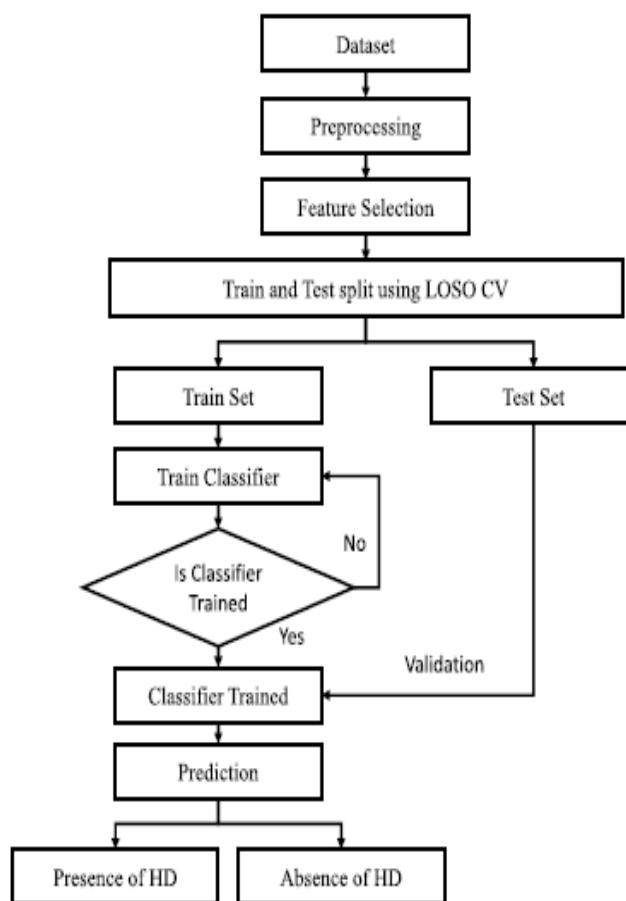 Dataset
Preprocessing
Feature Selection
Train and Test split using LOSO CV
Train Set
Test Set
Train Classifier
No
Is Classifier
Trained
Yes
Validation
Classifier Trained
Prediction
Presence of HD
Absence of HD